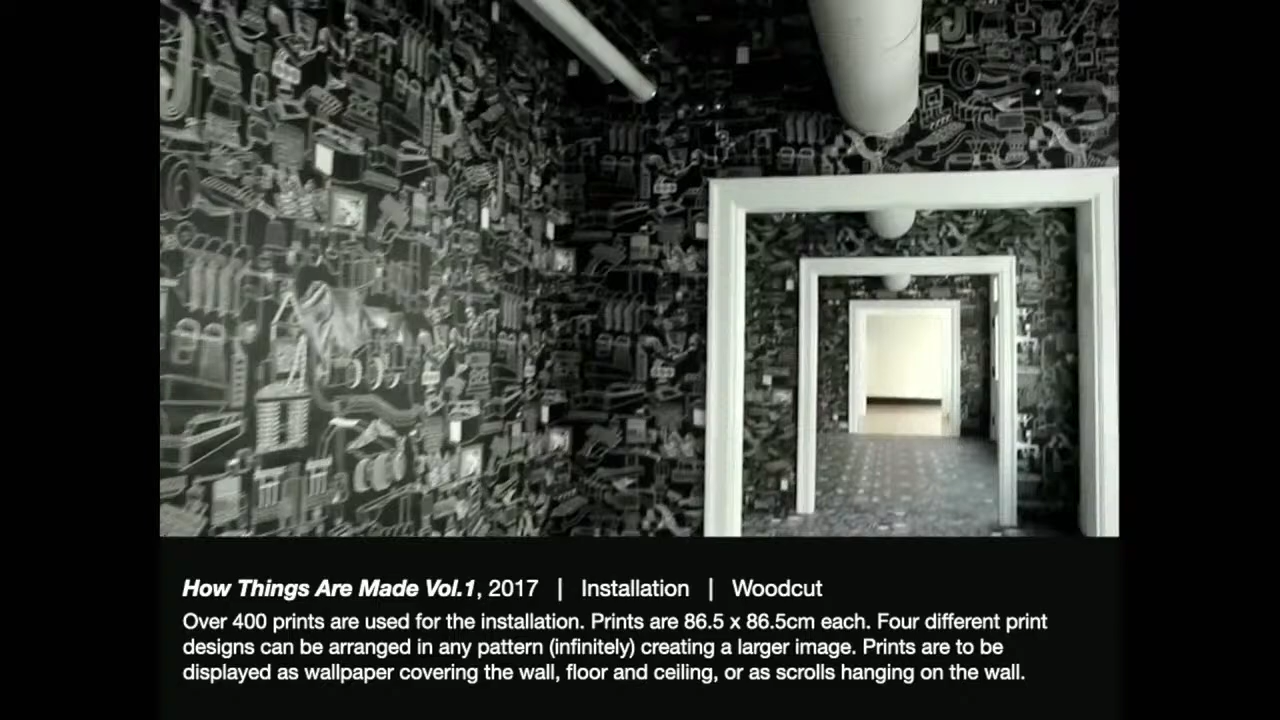 How Things Are Made Vol.1, 2017 | Installation | Woodcut
Over 400 prints are used for the installation. Prints are 86.5 x 86.5cm each. Four different print
designs can be arranged in any pattern (infinitely) creating a larger image. Prints are to be
displayed as wallpaper covering the wall, floor and ceiling, or as scrolls hanging on the wall.